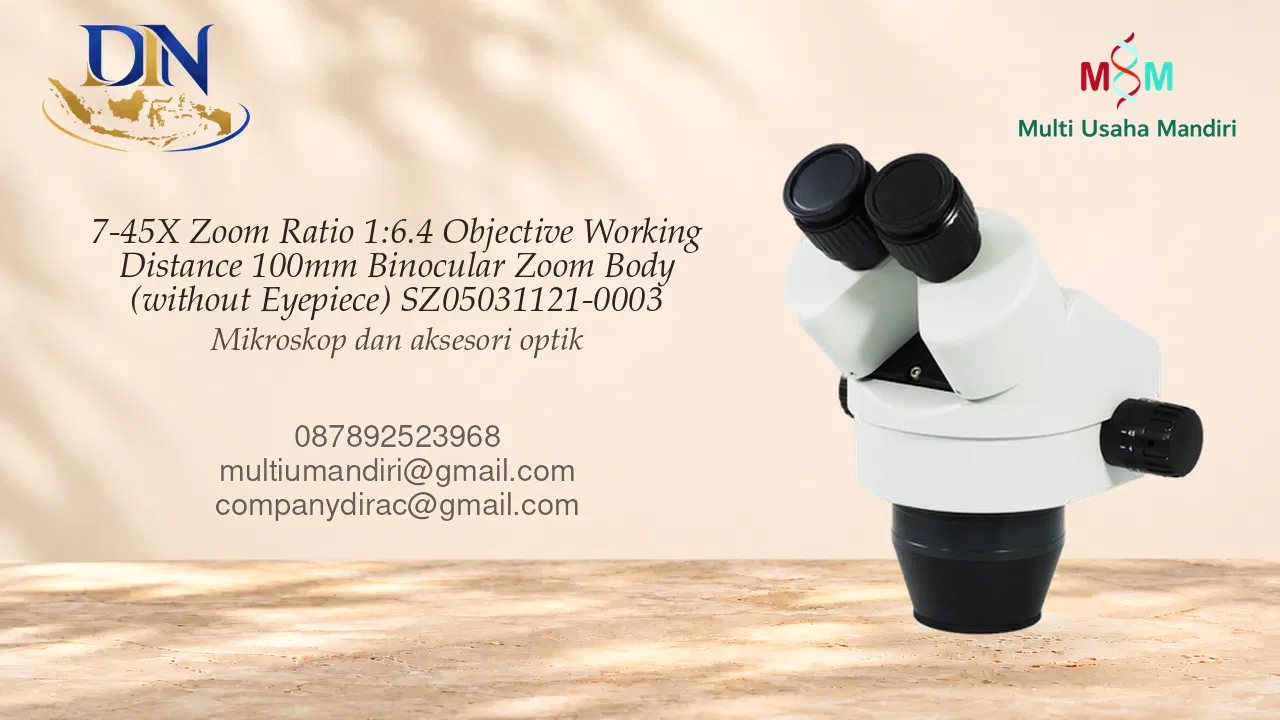 DIN
M M
Multi Usaha Mandiri
7-45X Zoom Ratio 1:6.4 Objective Working
Distance 100mm Binocular Zoom Body
(without Eyepiece) SZ05031121-0003
Mikroskop dan aksesori optik
087892523968
multiumandiri@gmail.com
companydirac@gmail.com